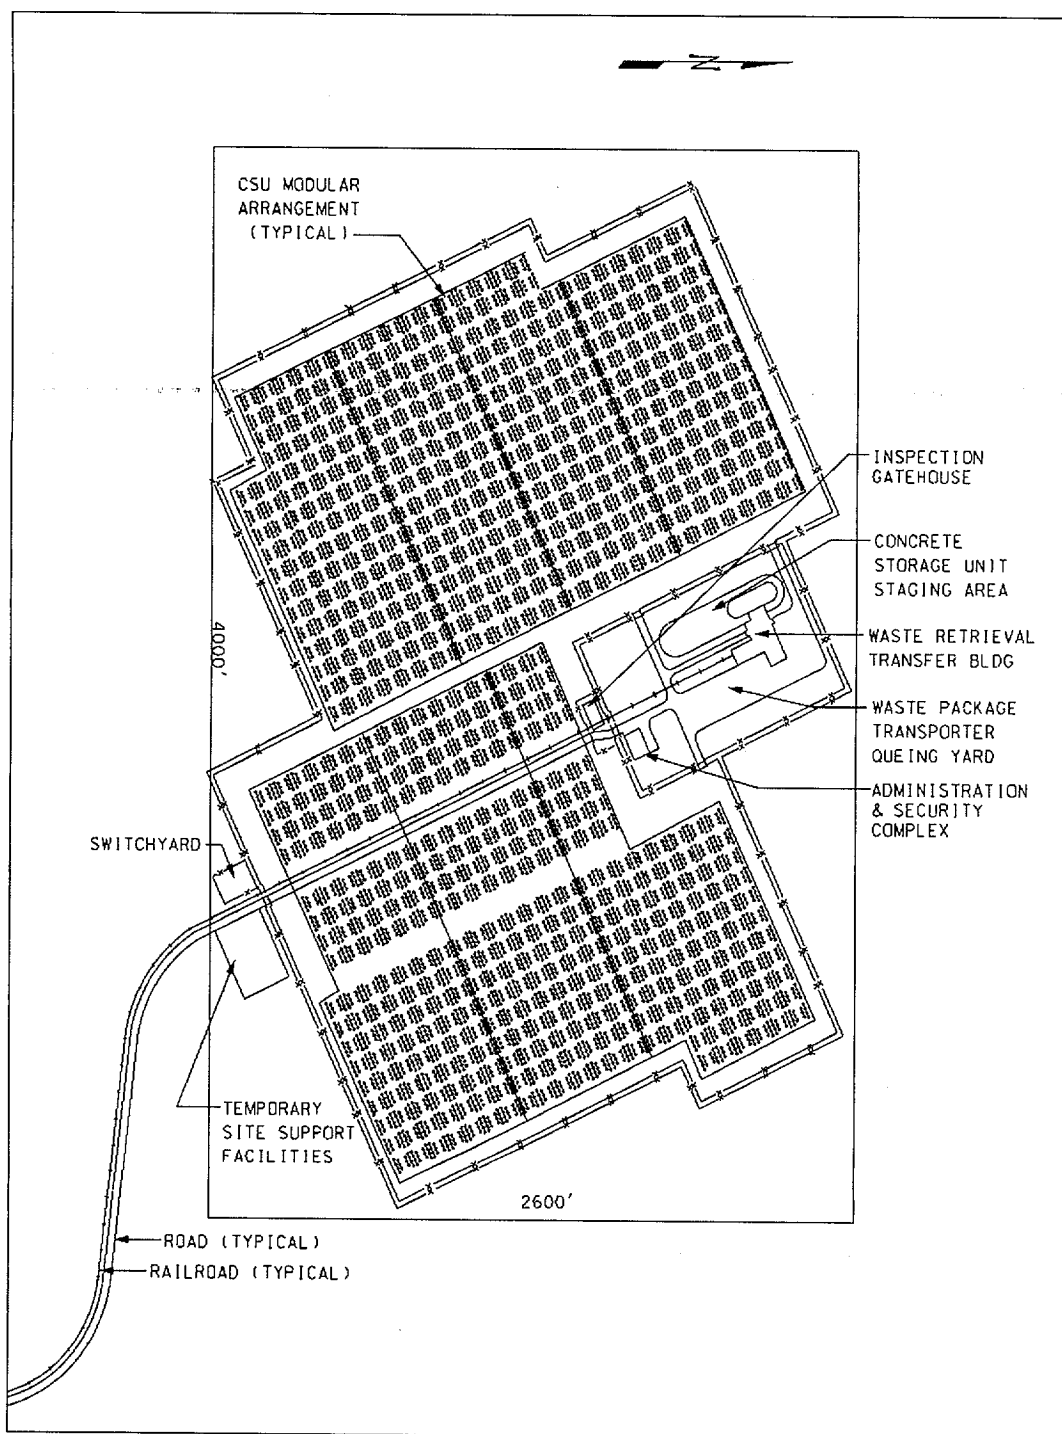 N
CSU MODULAR
ARRANGEMENT
(TYPICAL)
INSPECTION
GATEHOUSE
CONCRETE
STORAGE UNIT
STAGING AREA
4000'
WASTE RETRIEVAL
TRANSFER BLDG
WASTE PACKAGE
TRANSPORTER
QUEING YARD
ADMINISTRATION
& SECURITY
COMPLEX
SWITCHYARD
TEMPORARY
SITE SUPPORT
FACILITIES
2600'
ROAD (TYPICAL)
RAILROAD (TYPICAL)